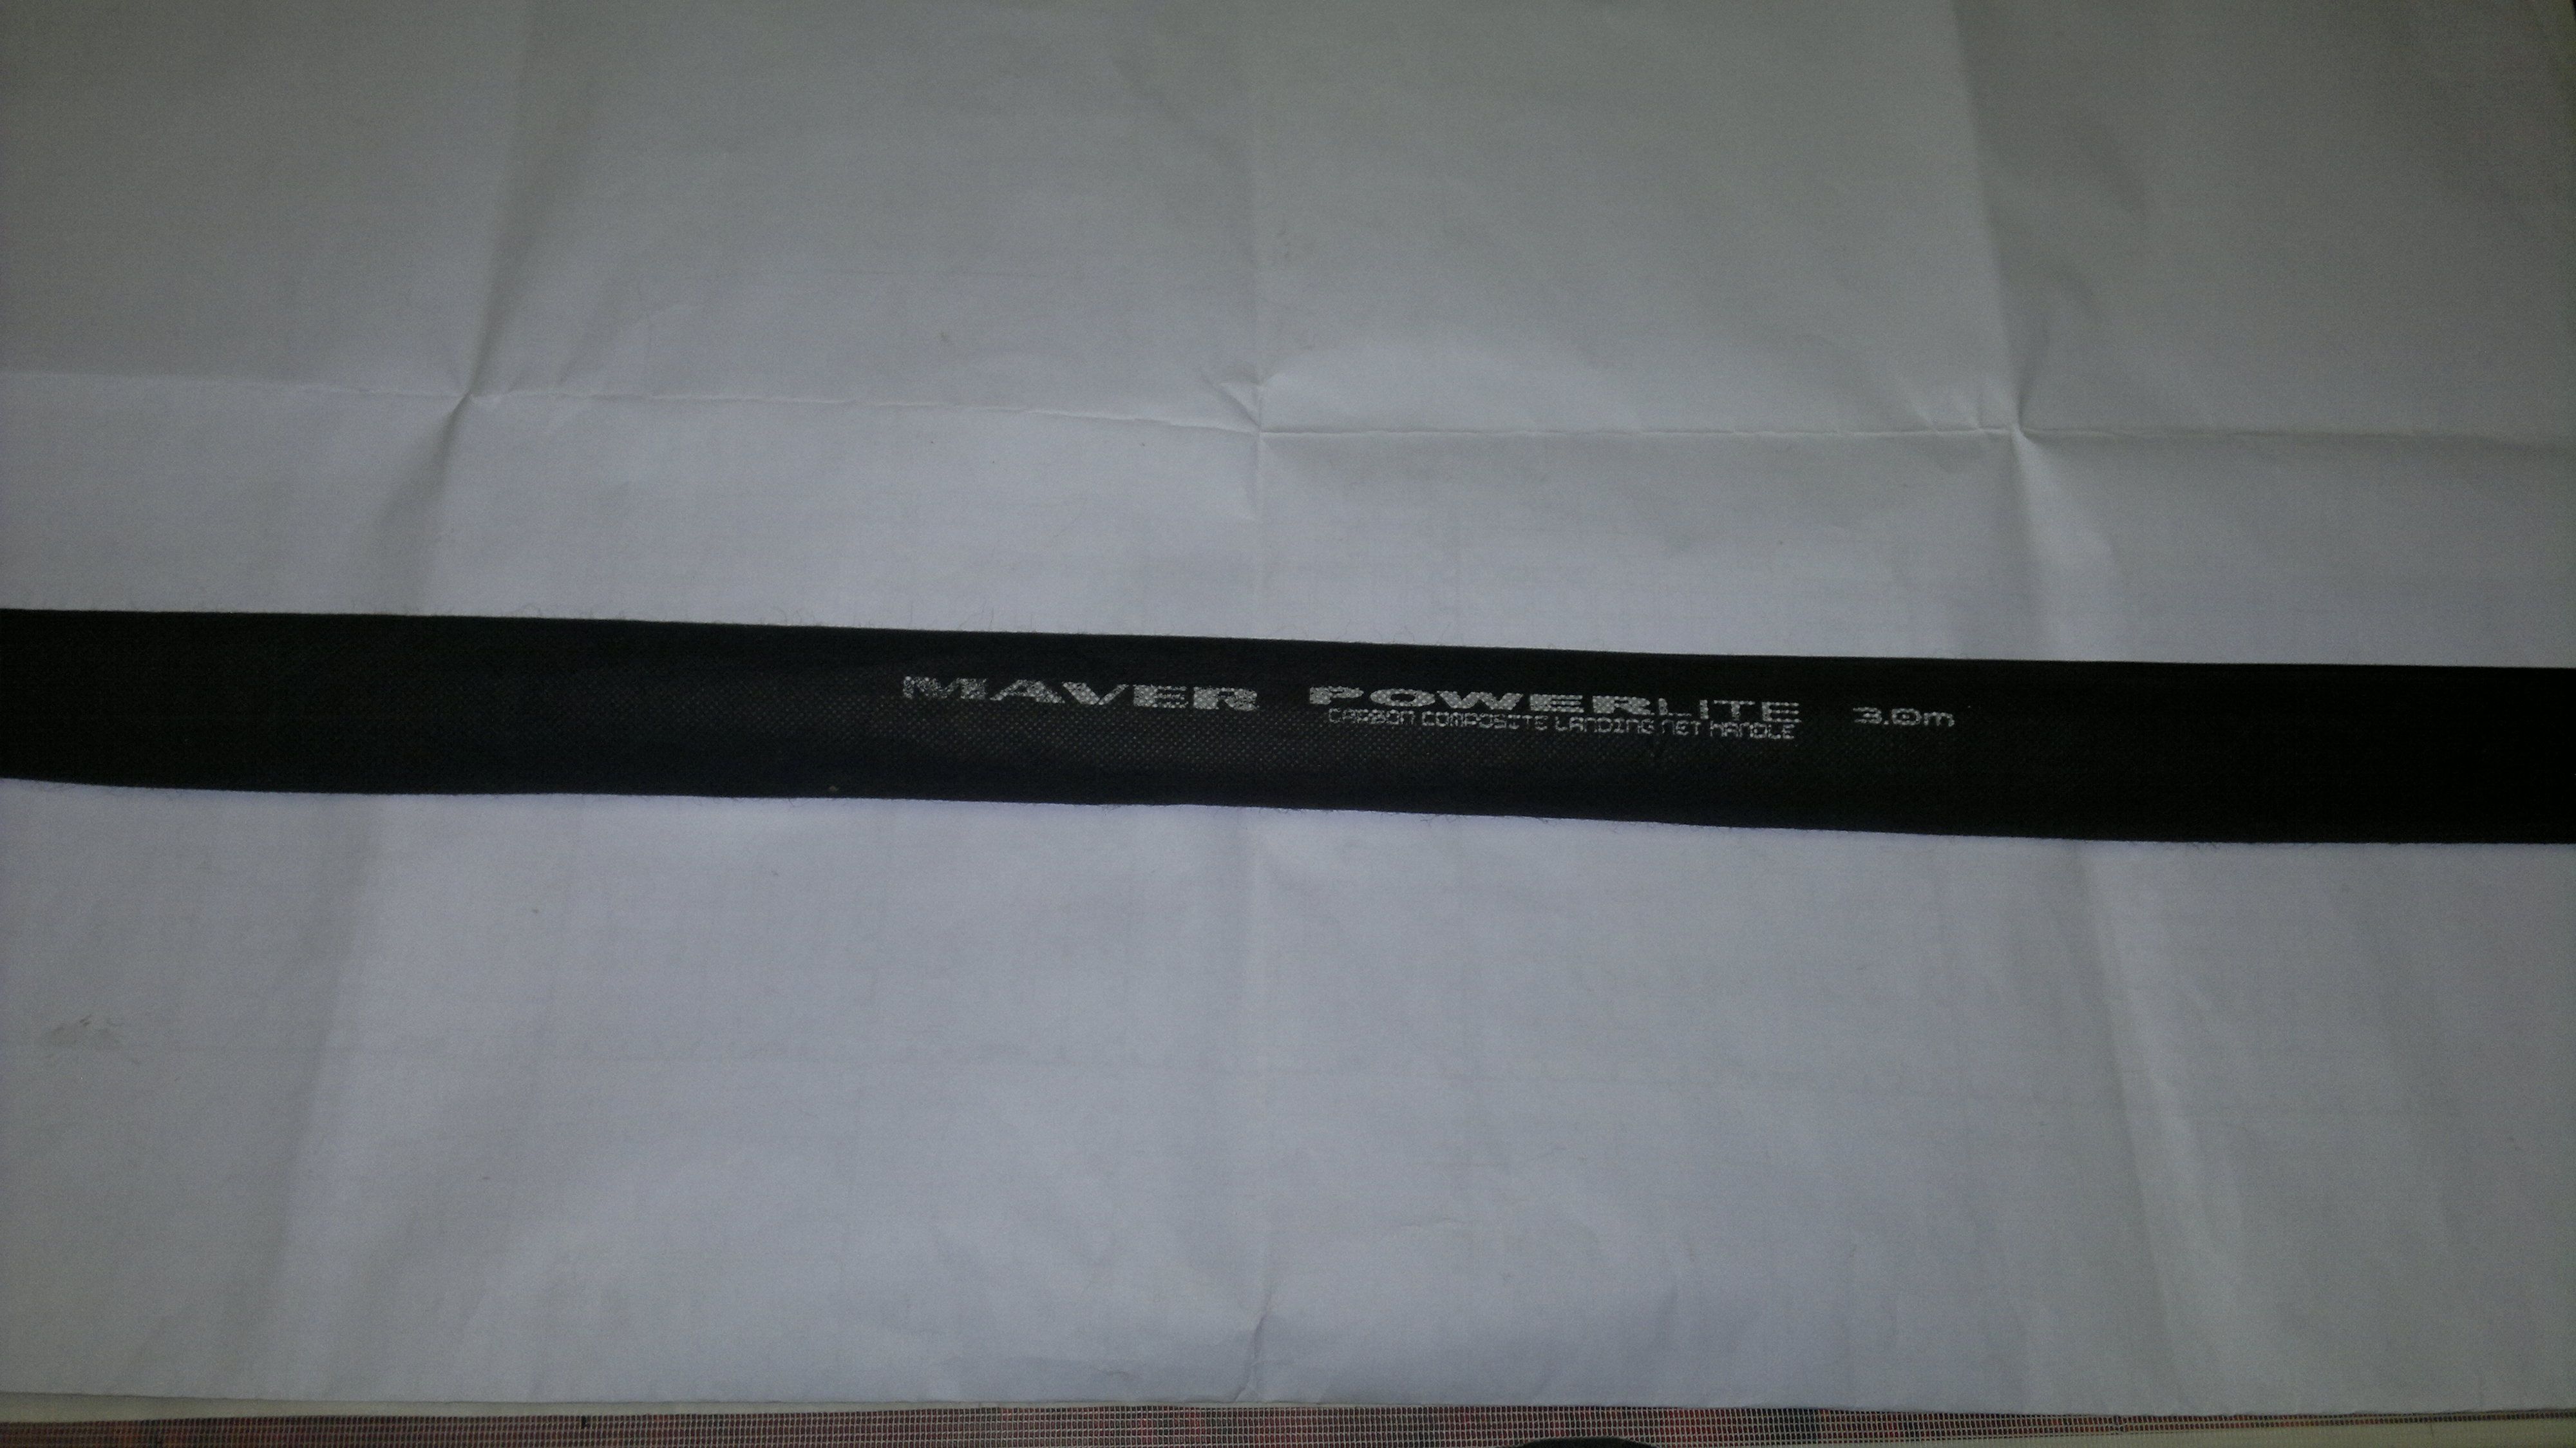 MAVER POWERLITE 3.0m
CARBON COMPOSITE LANDING NET HANDLE